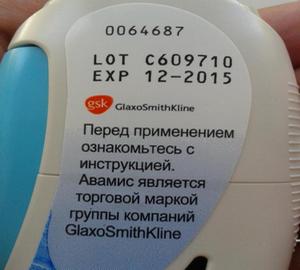 0064687
LOT C609710
EXP 12-2015
gsk GlaxoSmithKline
Перед применением
ознакомьтесь с
инструкцией.
Авамис является
торговой маркой
группы компаний
GlaxoSmithKline